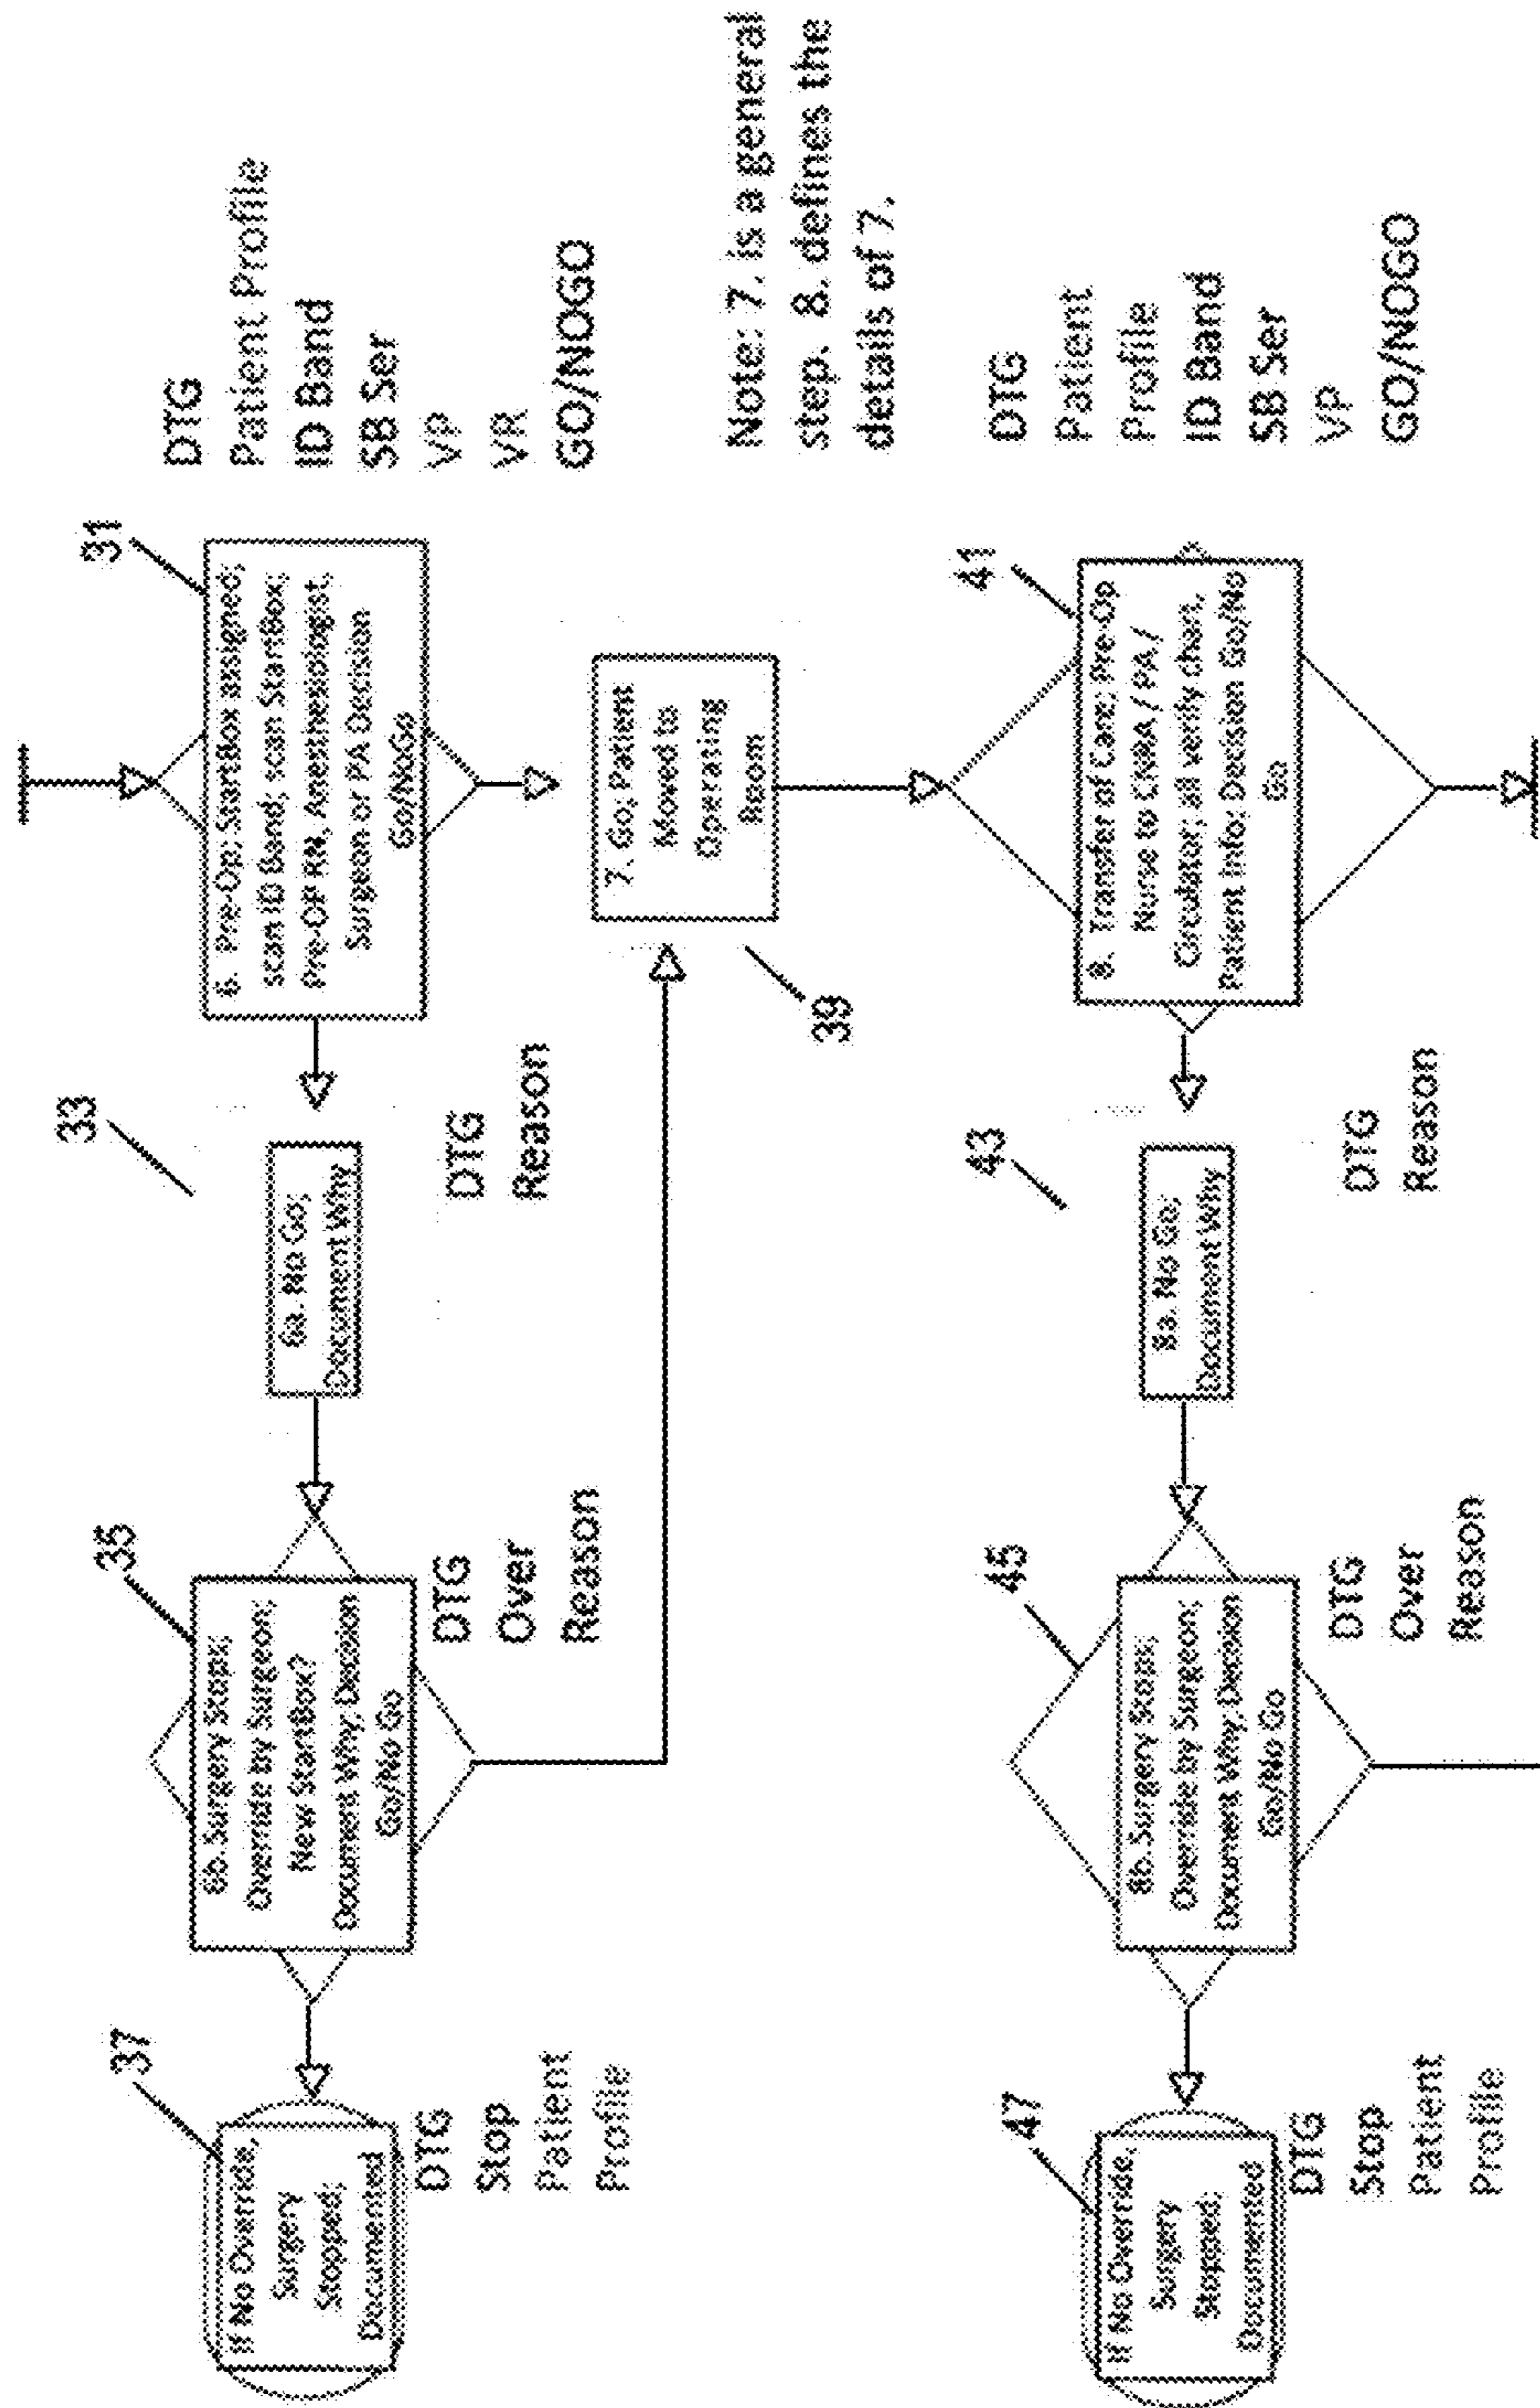 31
6. Pre-Op; StartBox assigned;
scan ID Band; scan StartBox;
Pre-OP RN, Anesthesiologist,
Surgeon or PA Decision
Go/NoGo
DTG
Patient Profile
ID Band
SB Ser
VP
VR
GO/NOGO
33
6a. No Go;
Document Why
DTG
Reason
35
6b. Surgery Stops;
Override by Surgeon;
New StartBox?
Document Why; Decision
Go/No Go
DTG
Over
Reason
37
If No Override,
Surgery
Stopped;
Documented
DTG
Stop
Patient
Profile
7. Go; Patient
Moved to
Operating
Room
39
Note: 7. is a general
step. 8. defines the
details of 7.
41
8. Transfer of Care; Pre-Op
Nurse to CRNA / PA /
Circulator; all verify chart,
Patient Info; Decision Go/No
Go
DTG
Patient
Profile
ID Band
SB Ser
VP
GO/NOGO
43
8a. No Go;
Document Why
DTG
Reason
45
8b. Surgery Stops;
Override by Surgeon;
Document Why; Decision
Go/No Go
DTG
Over
Reason
47
If No Override,
Surgery
Stopped;
Documented
DTG
Stop
Patient
Profile